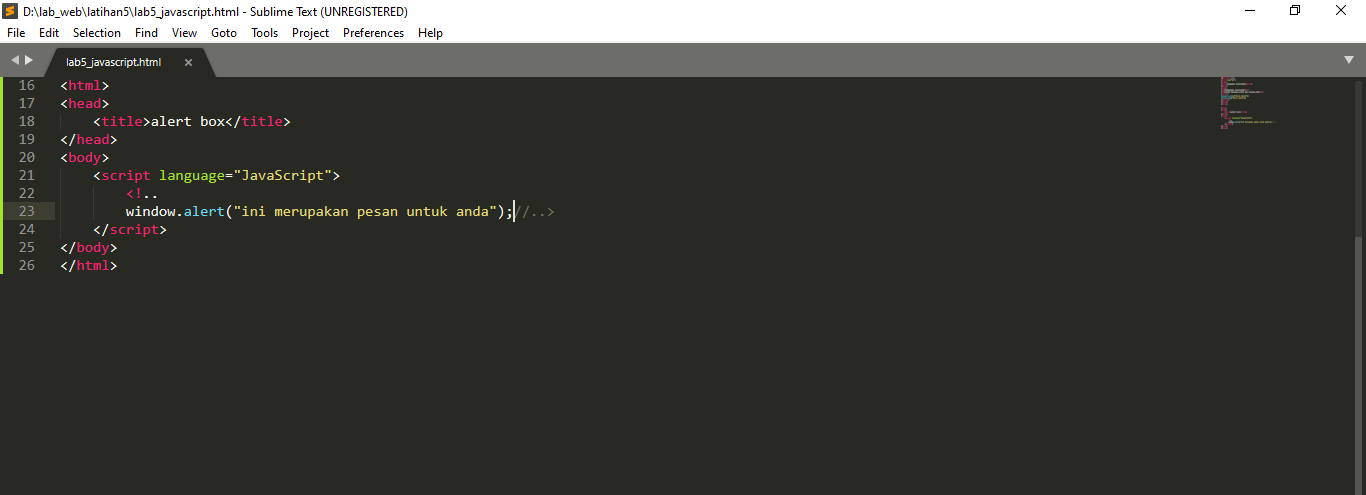 D:\lab_web\latihan5\lab5_javascript.html - Sublime Text (UNREGISTERED)
File Edit Selection Find View Goto Tools Project Preferences Help
lab5_javascript.html
16 <html>
17 <head>
18 <title>alert box</title>
19 </head>
20 <body>
21 <script language="JavaScript">
22 <!..
23 window.alert("ini merupakan pesan untuk anda");//..>
24 </script>
25 </body>
26 </html>